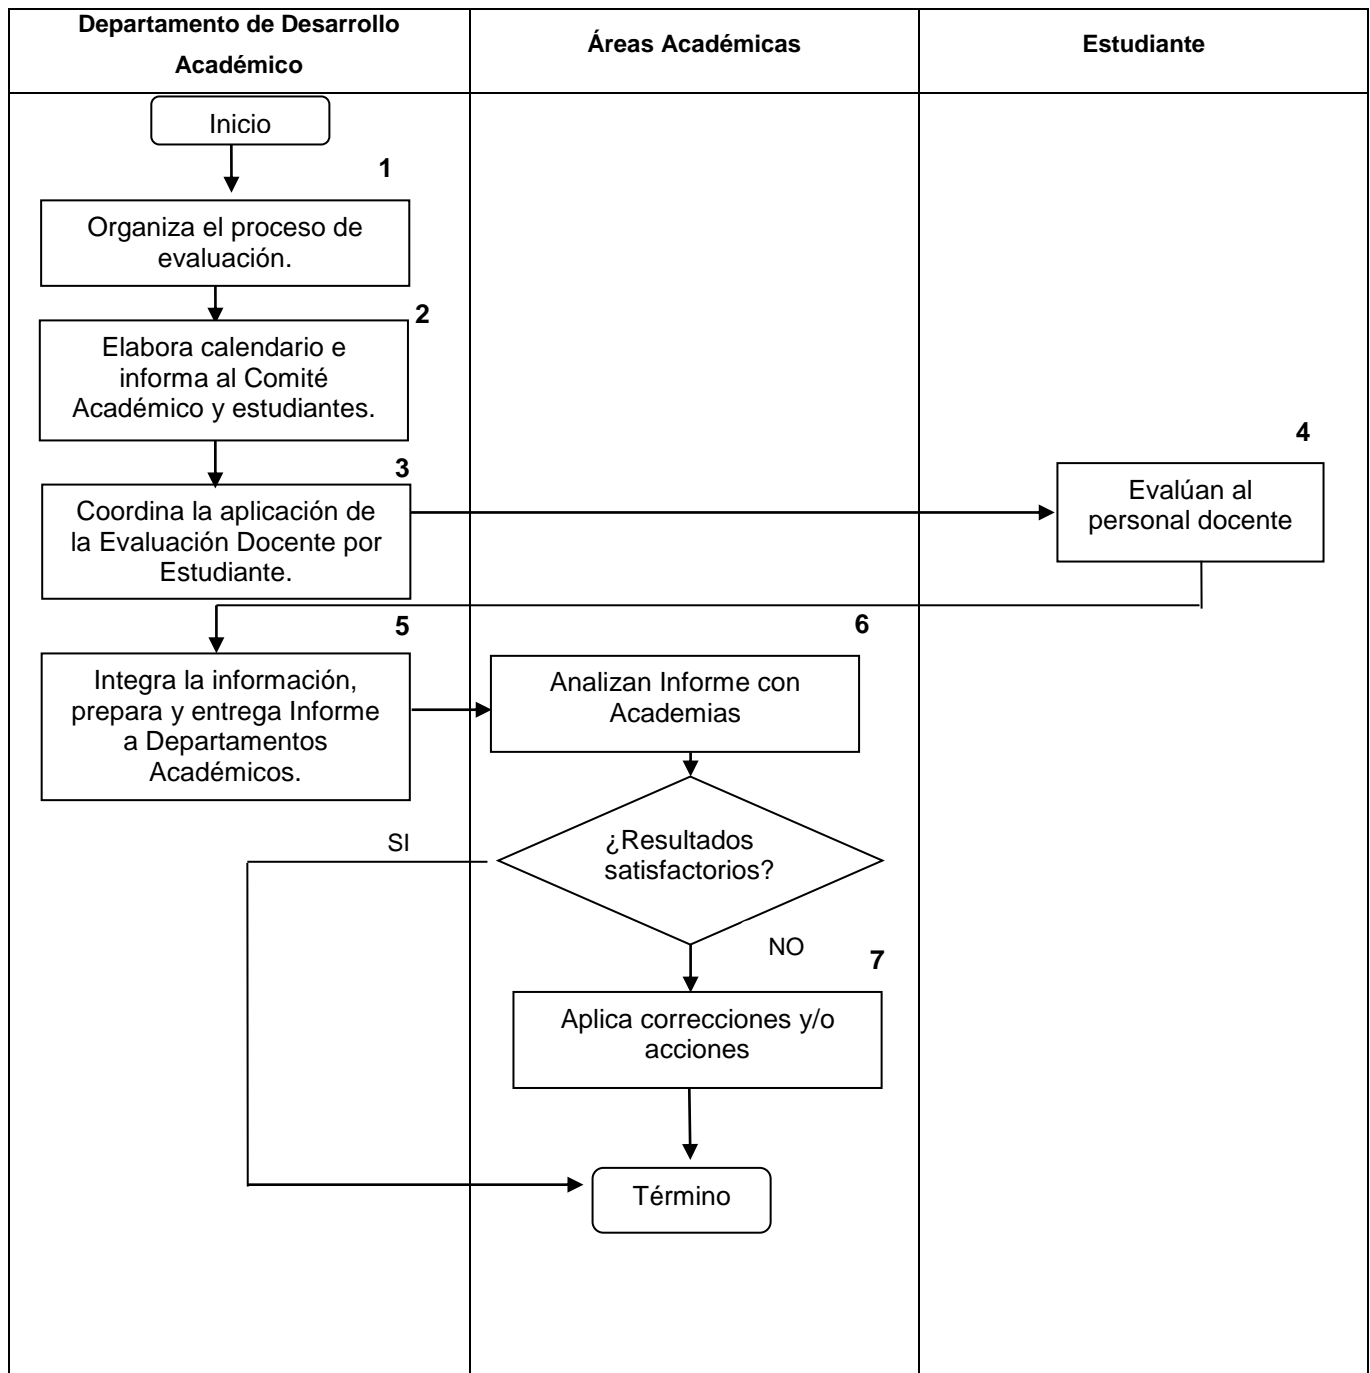 Departamento de Desarrollo
Académico
Áreas Académicas
Estudiante
Inicio
1
Organiza el proceso de
evaluación.
2
Elabora calendario e
informa al Comité
Académico y estudiantes.
3
Coordina la aplicación de
la Evaluación Docente por
Estudiante.
4
Evalúan al
personal docente
5
Integra la información,
prepara y entrega Informe
a Departamentos
Académicos.
6
Analizan Informe con
Academias
¿Resultados
satisfactorios?
SI
NO
7
Aplica correcciones y/o
acciones
Término